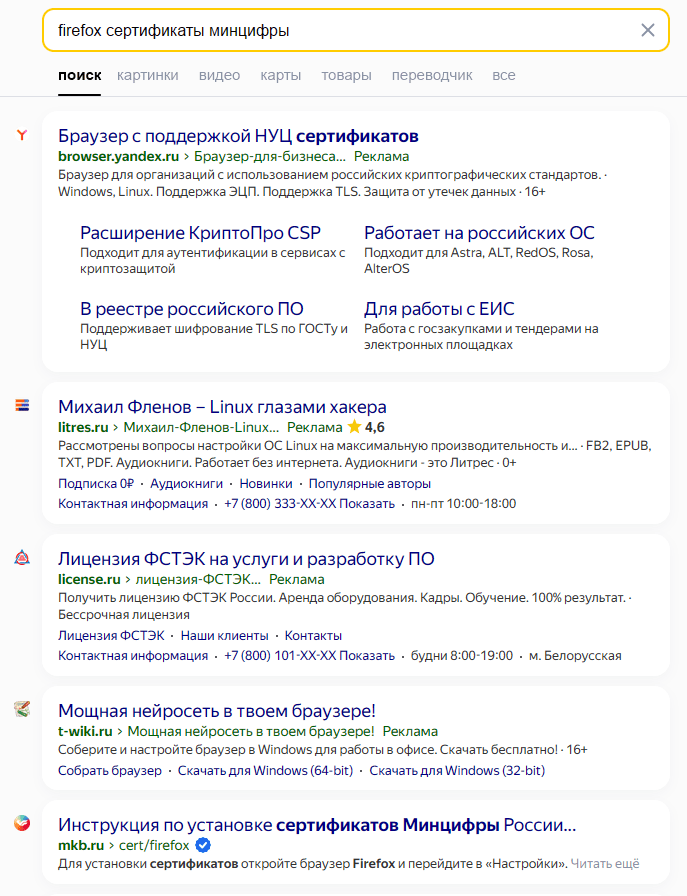 firefox сертификаты минцифры
поиск картинки видео карты товары переводчик все
Браузер с поддержкой НУЦ сертификатов
browser.yandex.ru › Браузер-для-бизнеса... Реклама
Браузер для организаций с использованием российских криптографических стандартов. ·
Windows, Linux. Поддержка ЭЦП. Поддержка TLS. Защита от утечек данных · 16+
Расширение КриптоПро CSP
Подходит для аутентификации в сервисах с
криптозащитой
Работает на российских ОС
Подходит для Astra, ALT, RedOS, Rosa,
AlterOS
В реестре российского ПО
Поддерживает шифрование TLS по ГОСТу и
НУЦ
Для работы с ЕИС
Работа с госзакупками и тендерами на
электронных площадках
Михаил Фленов – Linux глазами хакера
litres.ru › Михаил-Фленов-Linux... Реклама 4,6
Рассмотрены вопросы настройки ОС Linux на максимальную производительность и... · FB2, EPUB,
TXT, PDF. Аудиокниги. Работает без интернета. Аудиокниги - это Литрес · 0+
Подписка 0₽ · Аудиокниги · Новинки · Популярные авторы
Контактная информация · +7 (800) 333-XX-XX Показать · пн-пт 10:00-18:00
Лицензия ФСТЭК на услуги и разработку ПО
license.ru › лицензия-ФСТЭК... Реклама
Получить лицензию ФСТЭК России. Аренда оборудования. Кадры. Обучение. 100% результат. ·
Бессрочная лицензия
Лицензия ФСТЭК · Наши клиенты · Контакты
Контактная информация · +7 (800) 101-XX-XX Показать · будни 8:00-19:00 · м. Белорусская
Мощная нейросеть в твоем браузере!
t-wiki.ru › Мощная нейросеть в твоем браузере! Реклама
Соберите и настройте браузер в Windows для работы в офисе. Скачать бесплатно! · 16+
Собрать браузер · Скачать для Windows (64-bit) · Скачать для Windows (32-bit)
Инструкция по установке сертификатов Минцифры России...
mkb.ru › cert/firefox
Для установки сертификатов откройте браузер Firefox и перейдите в «Настройки». Читать ещё